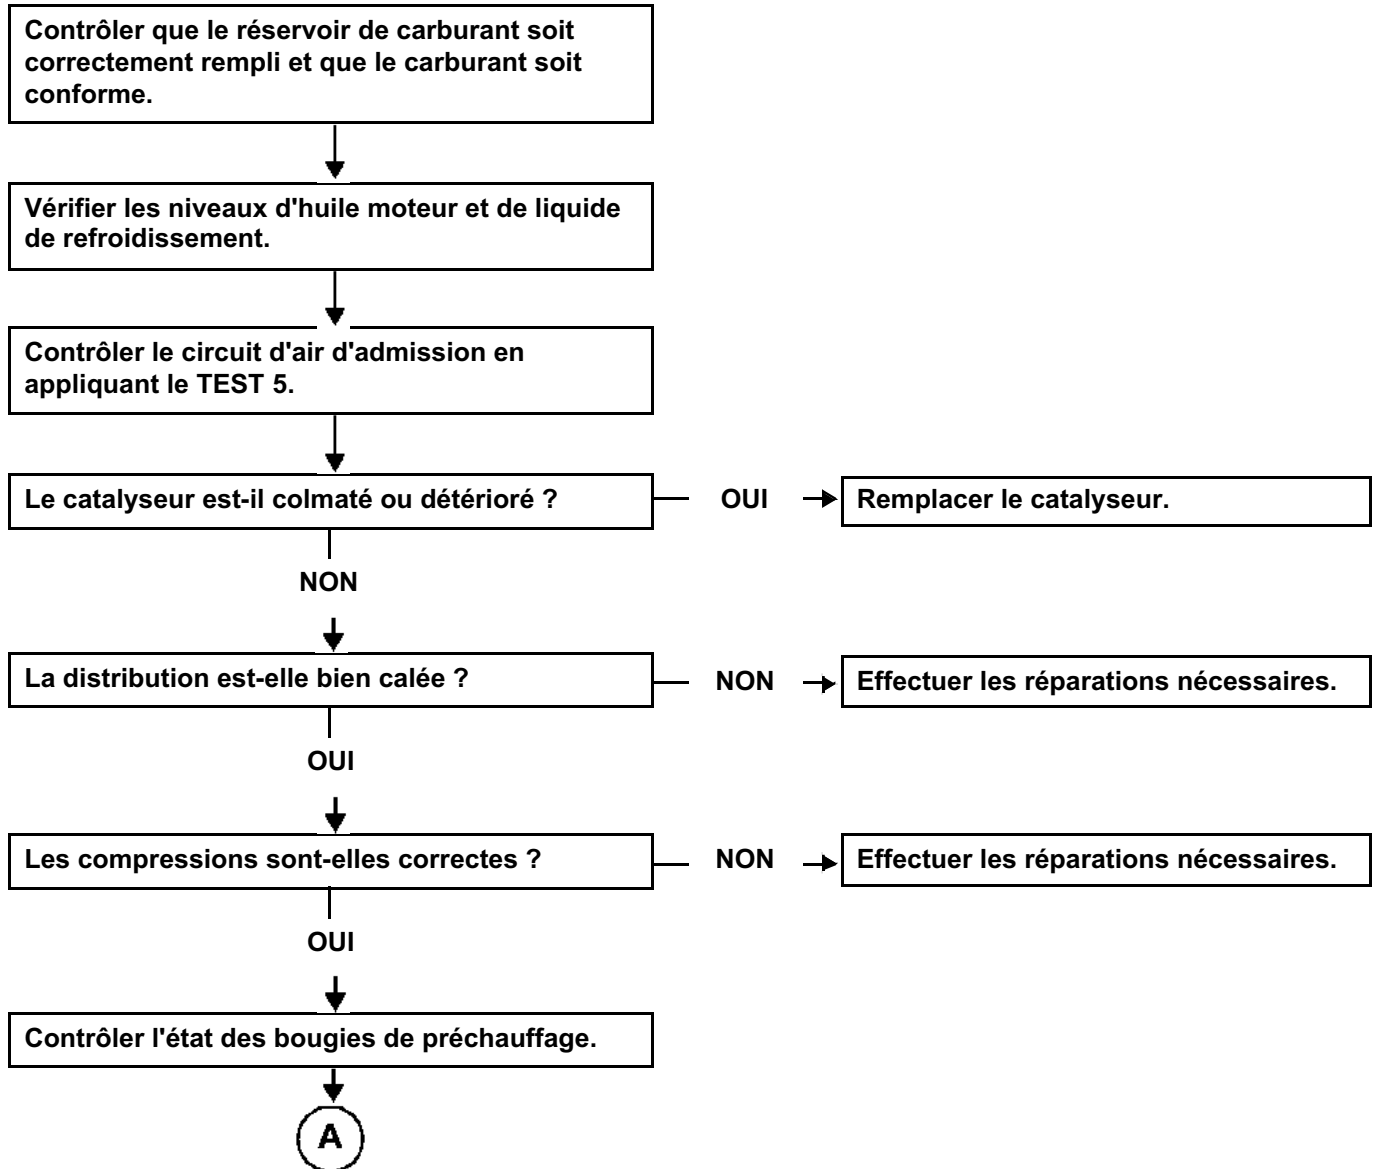 Contrôler que le réservoir de carburant soit
correctement rempli et que le carburant soit
conforme.
Vérifier les niveaux d'huile moteur et de liquide
de refroidissement.
Contrôler le circuit d'air d'admission en
appliquant le TEST 5.
Le catalyseur est-il colmaté ou détérioré ?
OUI
Remplacer le catalyseur.
NON
La distribution est-elle bien calée ?
NON
Effectuer les réparations nécessaires.
OUI
Les compressions sont-elles correctes ?
NON
Effectuer les réparations nécessaires.
OUI
Contrôler l'état des bougies de préchauffage.
A